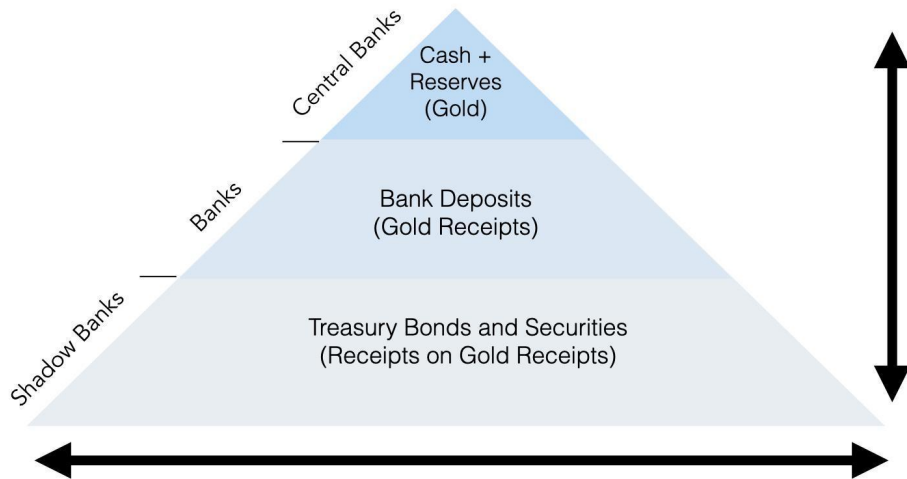 Central Banks
Cash +
Reserves
(Gold)
Banks
Bank Deposits
(Gold Receipts)
Shadow Banks
Treasury Bonds and Securities
(Receipts on Gold Receipts)